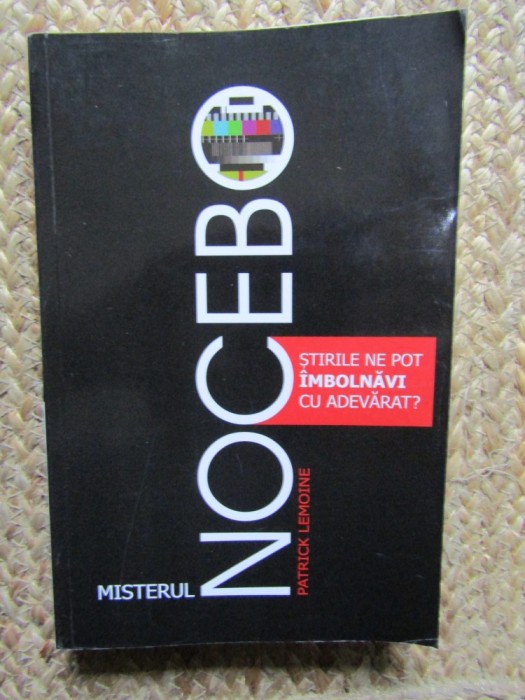 MISTERUL
NOCEBO
ȘTIRILE NE POT
ÎMBOLNĂVI
CU ADEVĂRAT?
PATRICK LEMOINE